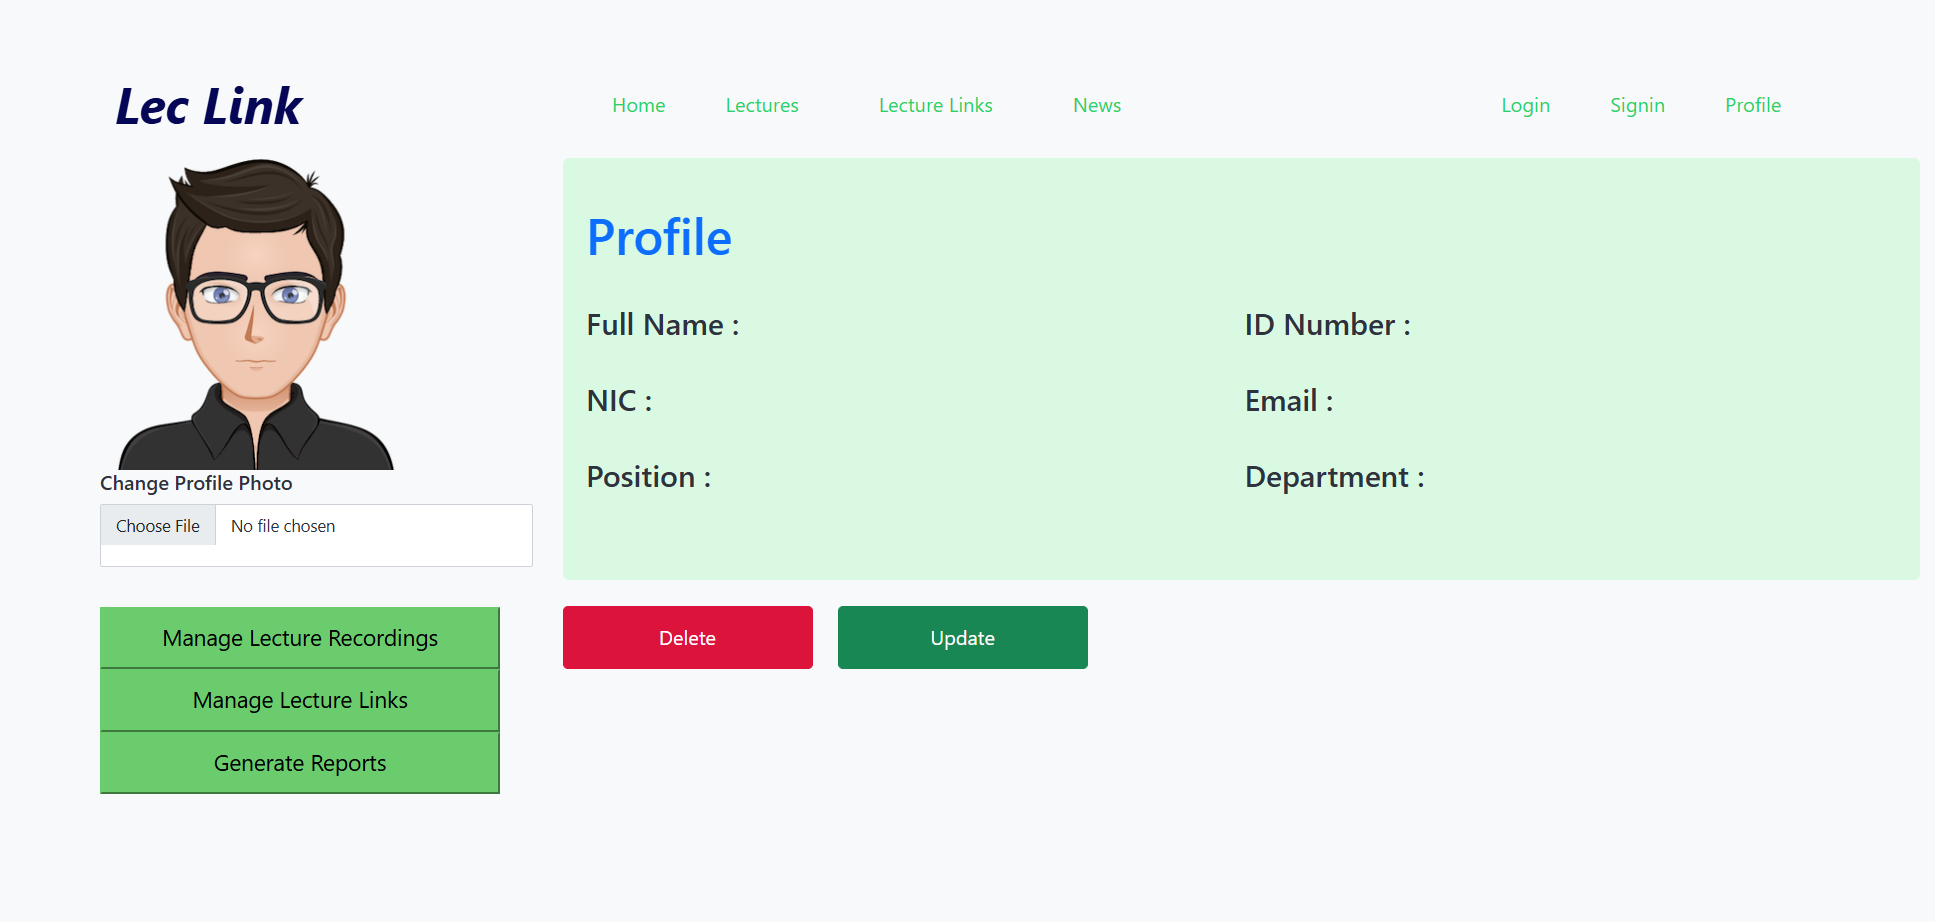 Lec Link
Home Lectures Lecture Links News Login Signin Profile
Profile
Full Name : ID Number :
NIC : Email :
Position : Department :
Change Profile Photo
Choose File No file chosen
Manage Lecture Recordings
Manage Lecture Links
Generate Reports
Delete Update